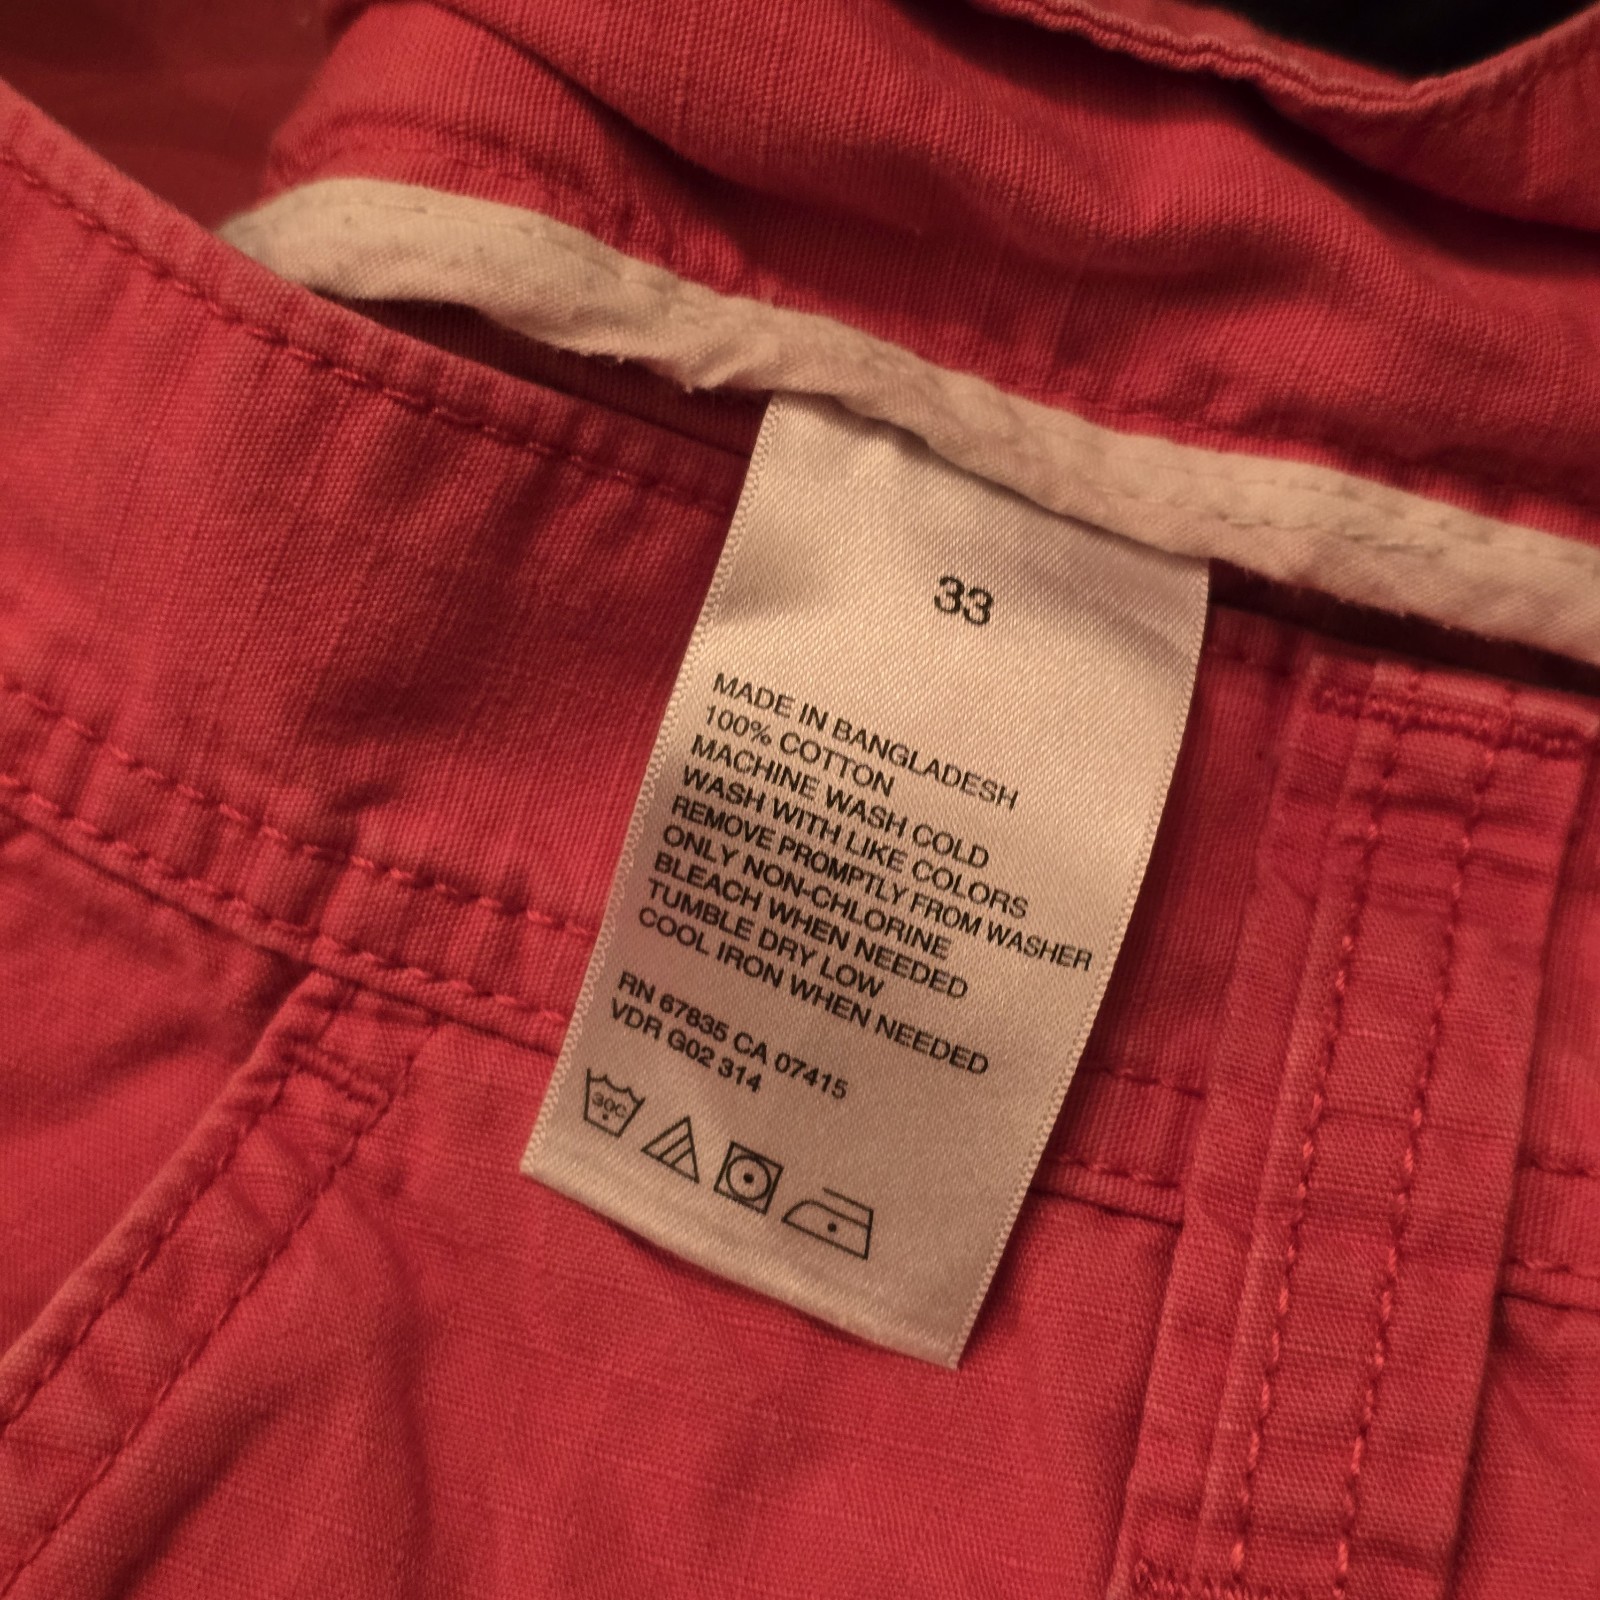 33
MADE IN BANGLADESH
100% COTTON
MACHINE WASH COLD
WASH WITH LIKE COLORS
REMOVE PROMPTLY FROM WASHER
ONLY NON-CHLORINE
BLEACH WHEN NEEDED
TUMBLE DRY LOW
COOL IRON WHEN NEEDED
RN 67835 CA 07415
VDR G02 314
30C